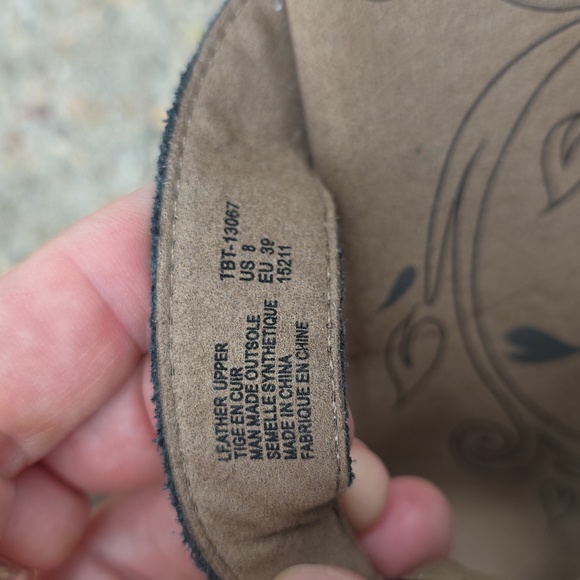 TBT-13067
US 8
EU 39
15211
LEATHER UPPER
TIGE EN CUIR
MAN MADE OUTSOLE
SEMELLE SYNTHETIQUE
MADE IN CHINA
FABRIQUE EN CHINE